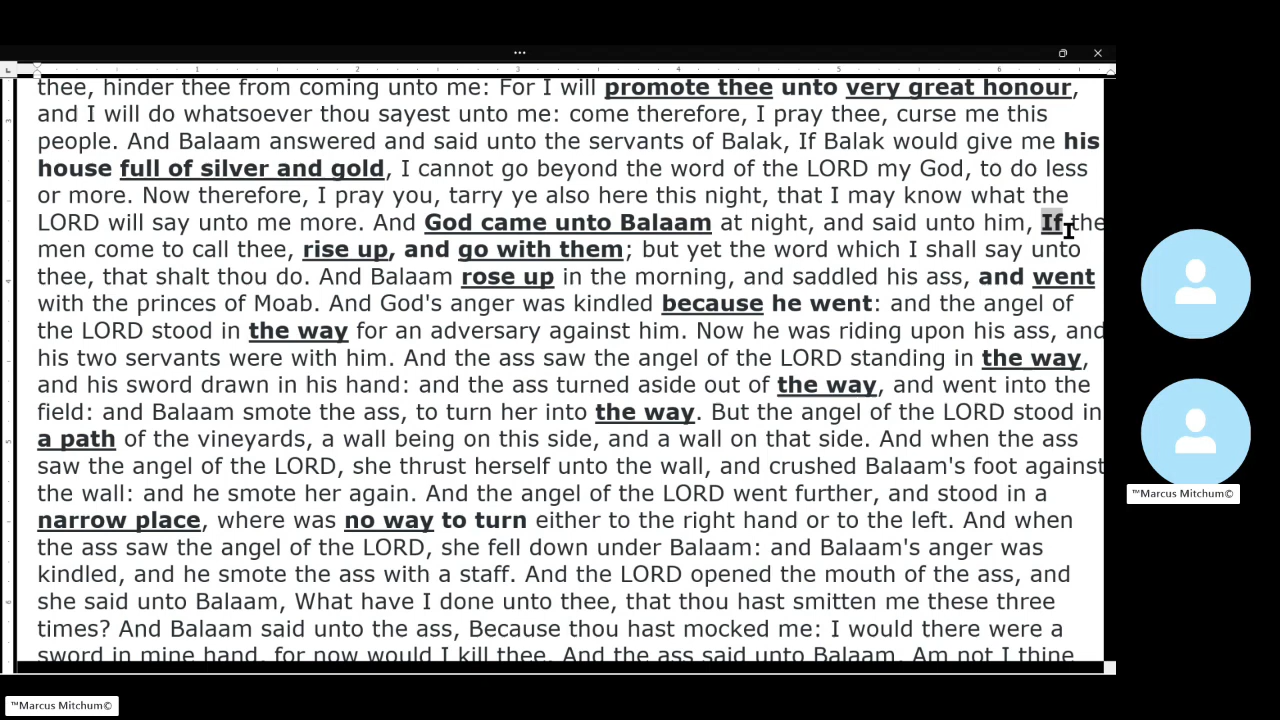 thee, hinder thee from coming unto me: For I will promote thee unto very great honour,
and I will do whatsoever thou sayest unto me: come therefore, I pray thee, curse me this
people. And Balaam answered and said unto the servants of Balak, If Balak would give me his
house full of silver and gold, I cannot go beyond the word of the LORD my God, to do less
or more. Now therefore, I pray you, tarry ye also here this night, that I may know what the
LORD will say unto me more. And God came unto Balaam at night, and said unto him, If the
men come to call thee, rise up, and go with them; but yet the word which I shall say unto
thee, that shalt thou do. And Balaam rose up in the morning, and saddled his ass, and went
with the princes of Moab. And God's anger was kindled because he went: and the angel of
the LORD stood in the way for an adversary against him. Now he was riding upon his ass, and
his two servants were with him. And the ass saw the angel of the LORD standing in the way,
and his sword drawn in his hand: and the ass turned aside out of the way, and went into the
field: and Balaam smote the ass, to turn her into the way. But the angel of the LORD stood in
a path of the vineyards, a wall being on this side, and a wall on that side. And when the ass
saw the angel of the LORD, she thrust herself unto the wall, and crushed Balaam's foot against
the wall: and he smote her again. And the angel of the LORD went further, and stood in a
narrow place, where was no way to turn either to the right hand or to the left. And when
the ass saw the angel of the LORD, she fell down under Balaam: and Balaam's anger was
kindled, and he smote the ass with a staff. And the LORD opened the mouth of the ass, and
she said unto Balaam, What have I done unto thee, that thou hast smitten me these three
times? And Balaam said unto the ass, Because thou hast mocked me: I would there were a
sword in mine hand, for now would I kill thee. And the ass said unto Balaam, Am not I thine
™Marcus Mitchum©
™Marcus Mitchum©
1
2
3
4
5
6
3
4
5
6